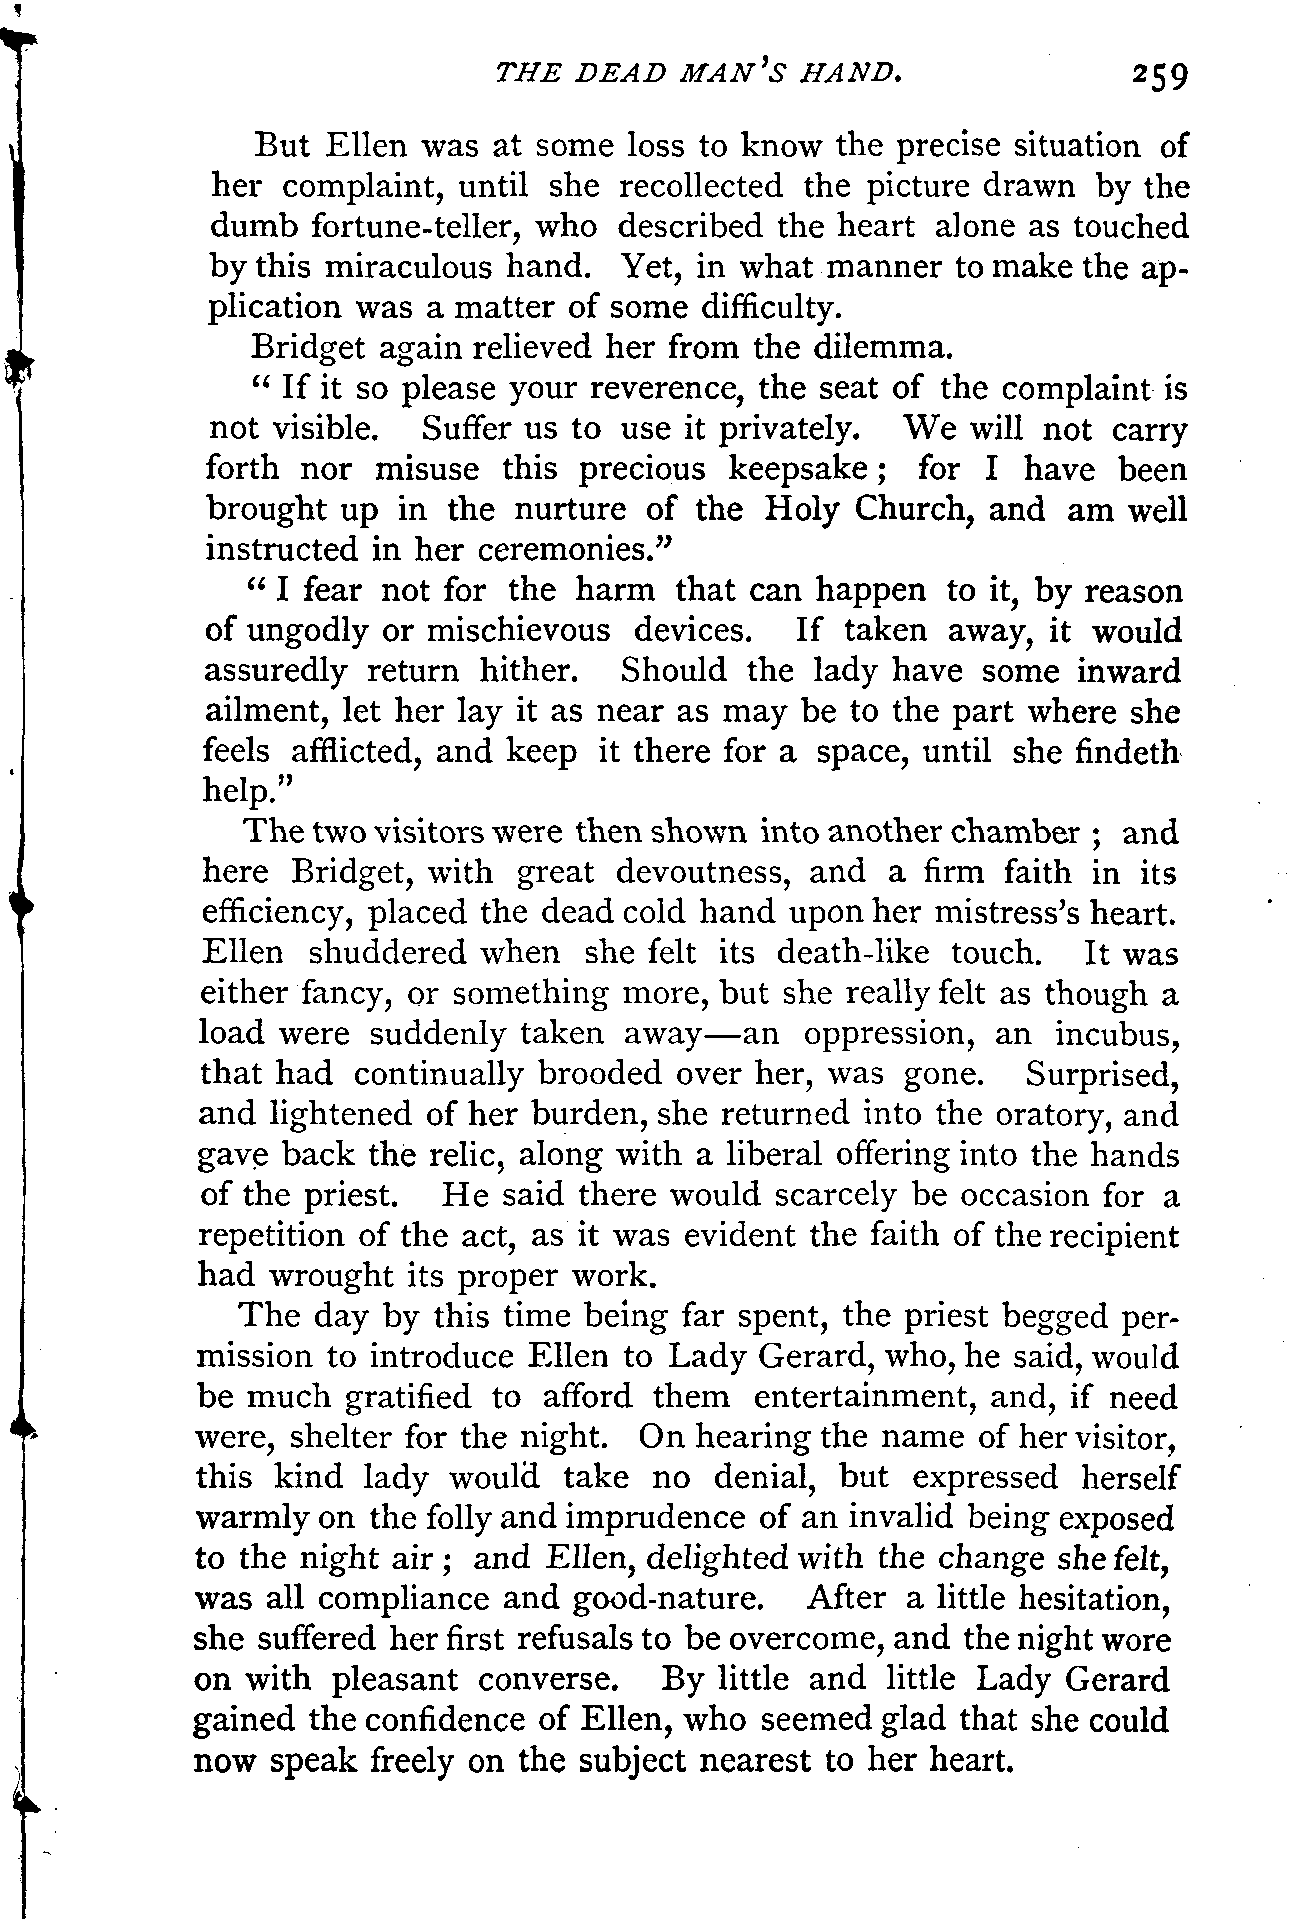 THE DEAD MAN'S HAND. 259
But Ellen was at some loss to know the precise situation of
her complaint, until she recollected the picture drawn by the
dumb fortune-teller, who described the heart alone as touched
by this miraculous hand. Yet, in what manner to make the ap-
plication was a matter of some difficulty.
Bridget again relieved her from the dilemma.
“ If it so please your reverence, the seat of the complaint is
not visible. Suffer us to use it privately. We will not carry
forth nor misuse this precious keepsake ; for I have been
brought up in the nurture of the Holy Church, and am well
instructed in her ceremonies.”
“ I fear not for the harm that can happen to it, by reason
of ungodly or mischievous devices. If taken away, it would
assuredly return hither. Should the lady have some inward
ailment, let her lay it as near as may be to the part where she
feels afflicted, and keep it there for a space, until she findeth
help.”
The two visitors were then shown into another chamber ; and
here Bridget, with great devoutness, and a firm faith in its
efficiency, placed the dead cold hand upon her mistress's heart.
Ellen shuddered when she felt its death-like touch. It was
either fancy, or something more, but she really felt as though a
load were suddenly taken away—an oppression, an incubus,
that had continually brooded over her, was gone. Surprised,
and lightened of her burden, she returned into the oratory, and
gave back the relic, along with a liberal offering into the hands
of the priest. He said there would scarcely be occasion for a
repetition of the act, as it was evident the faith of the recipient
had wrought its proper work.
The day by this time being far spent, the priest begged per-
mission to introduce Ellen to Lady Gerard, who, he said, would
be much gratified to afford them entertainment, and, if need
were, shelter for the night. On hearing the name of her visitor,
this kind lady would take no denial, but expressed herself
warmly on the folly and imprudence of an invalid being exposed
to the night air ; and Ellen, delighted with the change she felt,
was all compliance and good-nature. After a little hesitation,
she suffered her first refusals to be overcome, and the night wore
on with pleasant converse. By little and little Lady Gerard
gained the confidence of Ellen, who seemed glad that she could
now speak freely on the subject nearest to her heart.